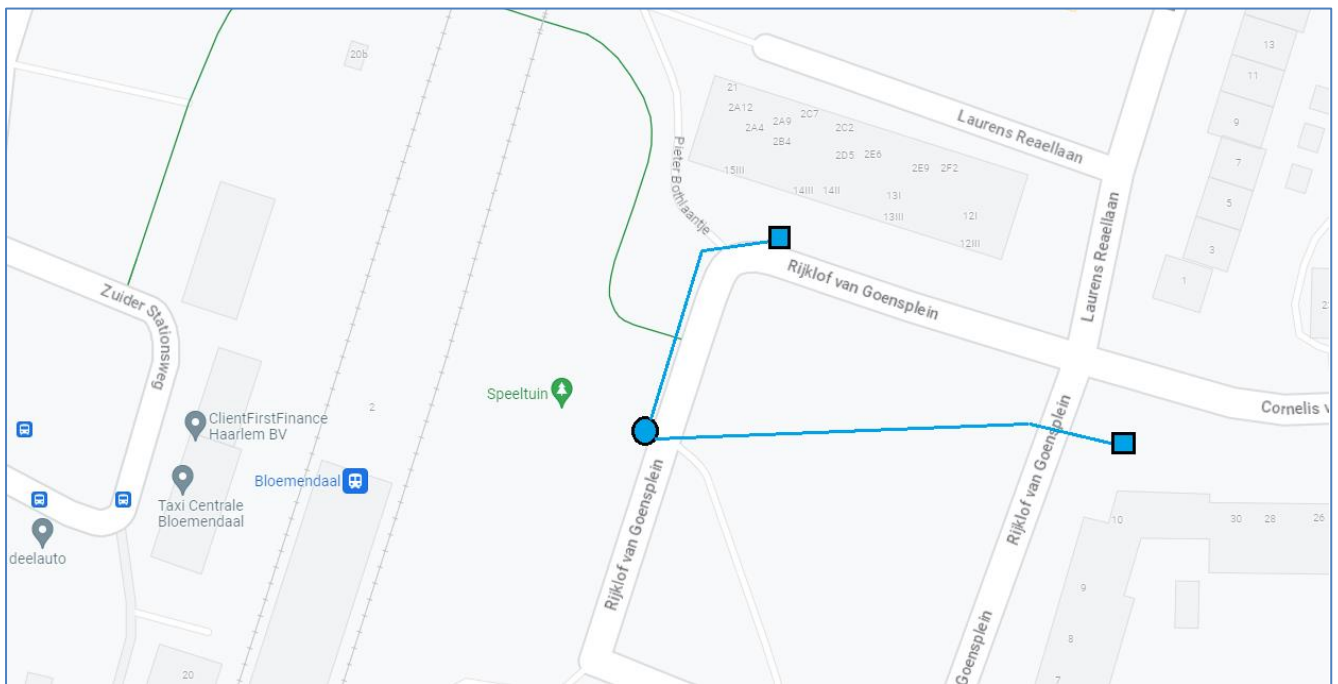 20b
13
11
9
7
5
3
1
Laurens Reaellaan
Laurens Reaellaan
21
2A12
2A4
2A9
2B4
2C7
2C2
2D5
2E6
2E9
2F2
15III
14III
14II
13I
13III
12I
12III
Pieter Bothlaantje
Rijklof van Goensplein
Zuider Stationsweg
Speeltuin
2
ClientFirstFinance
Haarlem BV
Bloemendaal
Taxi Centrale
Bloemendaal
deelauto
Rijklof van Goensplein
Rijklof van Goensplein
Goensplein
Cornelis v
10
30
28
26
9
8
7
20